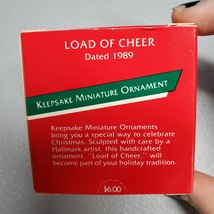 LOAD OF CHEER
Dated 1989
KEEPSAKE MINIATURE ORNAMENT
Keepsake Miniature Ornaments
bring you a special way to celebrate
Christmas. Sculpted with care by a
Hallmark artist, this handcrafted
ornament, "Load of Cheer," will
become part of your holiday tradition.
$6.00